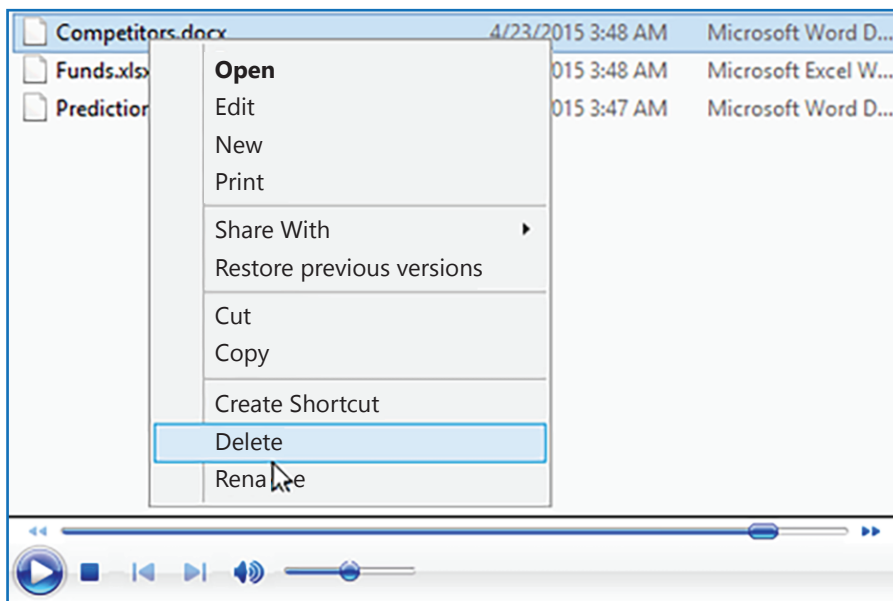 Competitors.docx 4/23/2015 3:48 AM Microsoft Word D...
Funds.xlsx 015 3:48 AM Microsoft Excel W...
Prediction 015 3:47 AM Microsoft Word D...
Open
Edit
New
Print
Share With
Restore previous versions
Cut
Copy
Create Shortcut
Delete
Rename